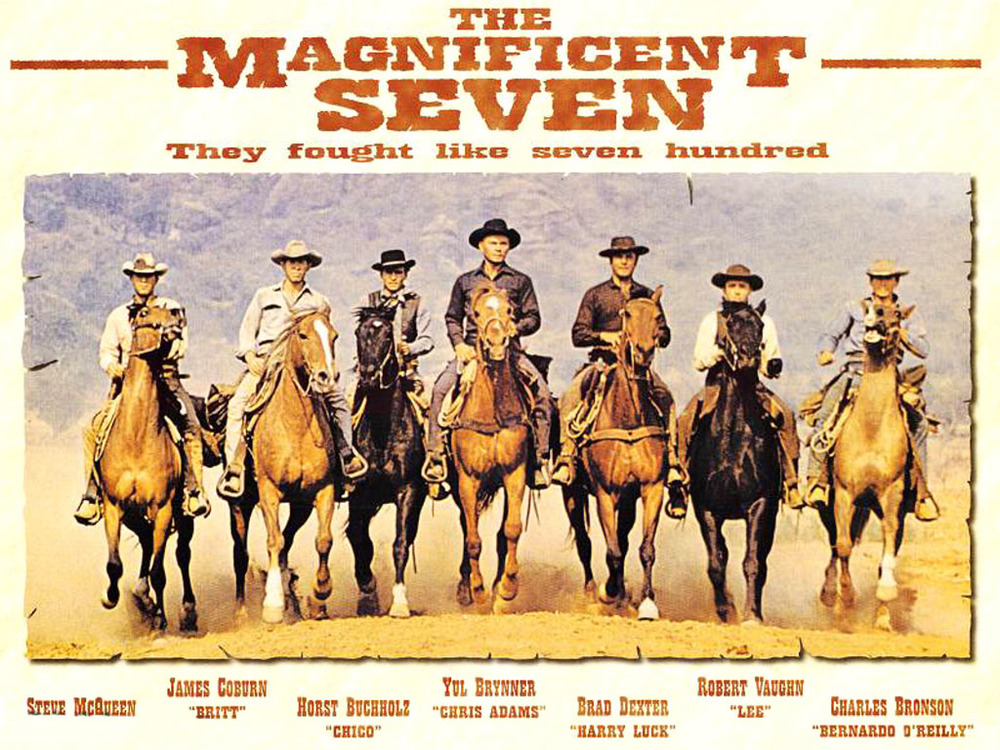 THE
MAGNIFICENT
SEVEN
They fought like seven hundred
STEVE MCQUEEN
JAMES COBURN
"BRITT"
HORST BUCHHOLZ
"CHICO"
YUL BRYNNER
"CHRIS ADAMS"
BRAD DEXTER
"HARRY LUCK"
ROBERT VAUGHN
"LEE"
CHARLES BRONSON
"BERNARDO O'REILLY"